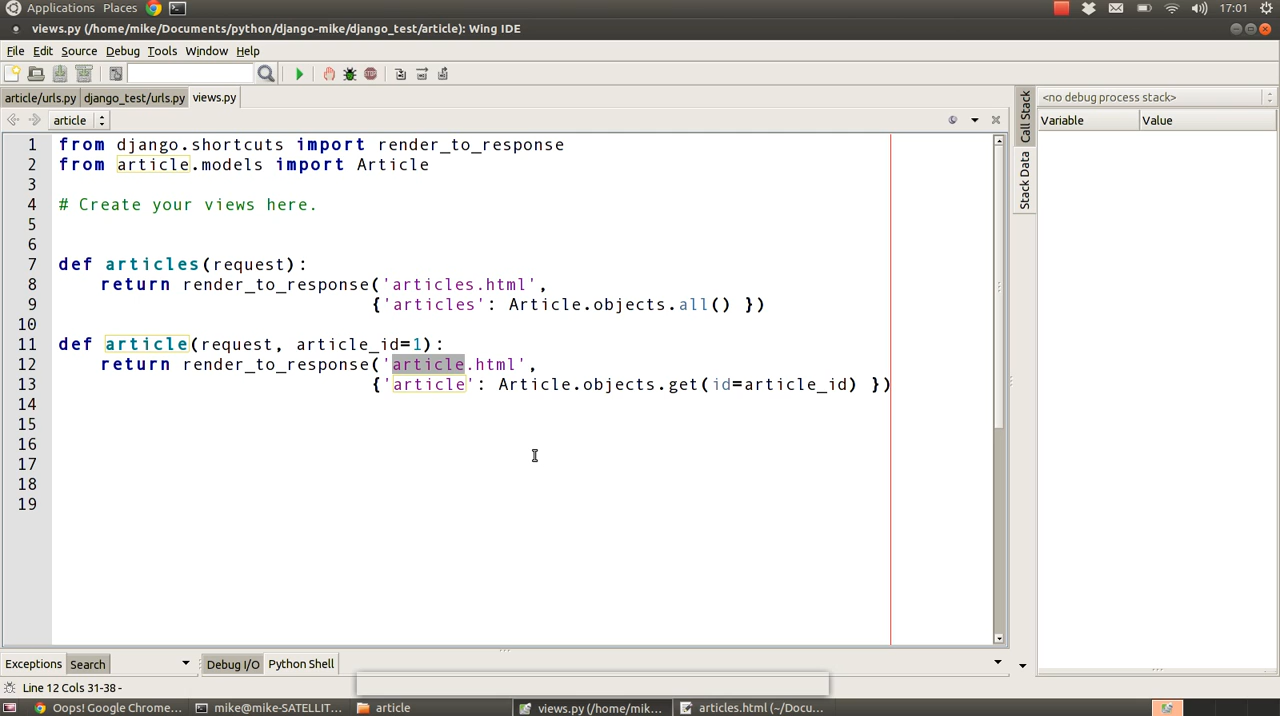 Applications Places 17:01
views.py (/home/mike/Documents/python/django-mike/django_test/article): Wing IDE
File Edit Source Debug Tools Window Help
article/urls.py django_test/urls.py views.py
<no debug process stack>
article
Variable Value
Call Stack
Stack Data
1 from django.shortcuts import render_to_response
2 from article.models import Article
3
4 # Create your views here.
5
6
7 def articles(request):
8 return render_to_response('articles.html',
9 {'articles': Article.objects.all() })
10
11 def article(request, article_id=1):
12 return render_to_response('article.html',
13 {'article': Article.objects.get(id=article_id) })
14
15
16
17
18
19
Exceptions Search Debug I/O Python Shell
Line 12 Cols 31-38 -
Oops! Google Chrome... mike@mike-SATELLIT... article views.py (/home/mik... articles.html (~/Docu...